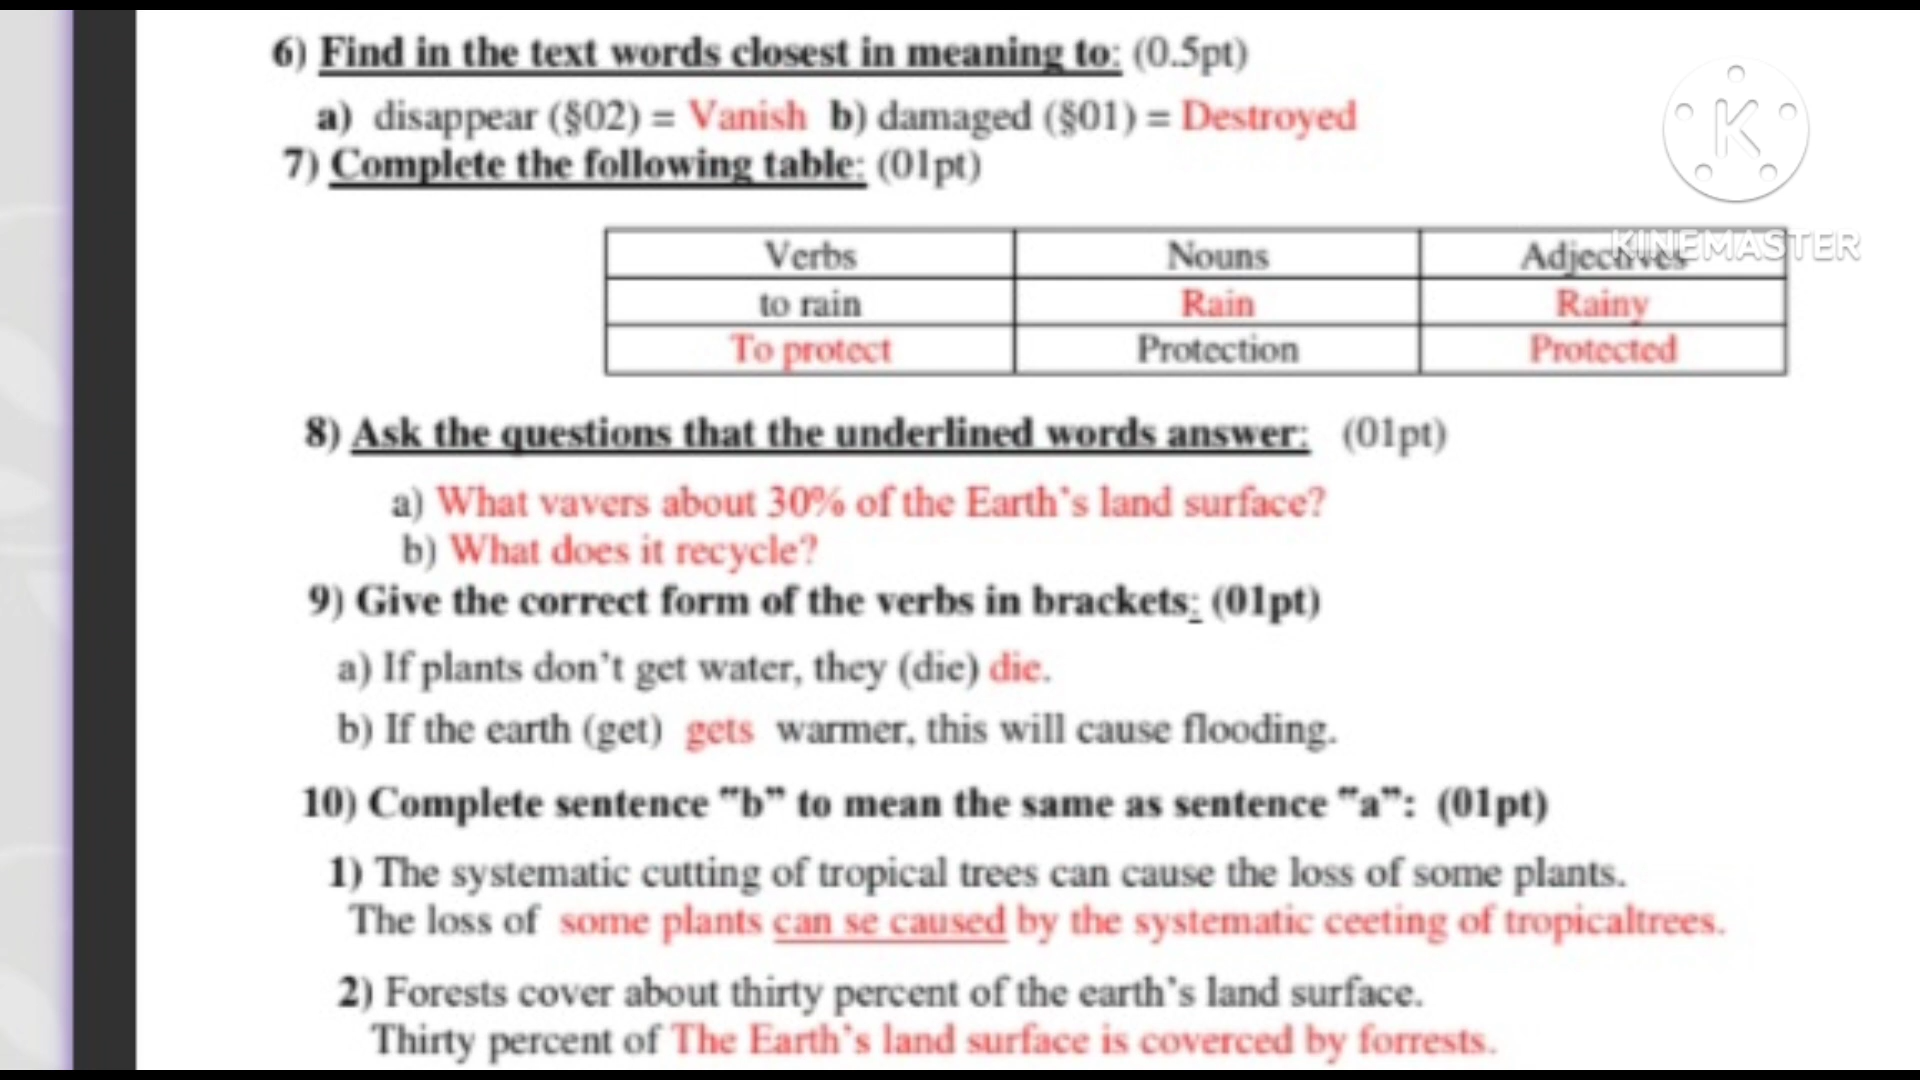 6) Find in the text words closest in meaning to: (0.5pt)
a) disappear (§02) = Vanish b) damaged (§01) = Destroyed
7) Complete the following table: (01pt)
K
KINEMASTER
Verbs Nouns Adjectives
to rain Rain Rainy
To protect Protection Protected
8) Ask the questions that the underlined words answer: (01pt)
a) What vavers about 30% of the Earth's land surface?
b) What does it recycle?
9) Give the correct form of the verbs in brackets: (01pt)
a) If plants don't get water, they (die) die.
b) If the earth (get) gets warmer, this will cause flooding.
10) Complete sentence "b" to mean the same as sentence "a": (01pt)
1) The systematic cutting of tropical trees can cause the loss of some plants.
The loss of some plants can se caused by the systematic ceeting of tropicaltrees.
2) Forests cover about thirty percent of the earth's land surface.
Thirty percent of The Earth's land surface is coverced by forrests.